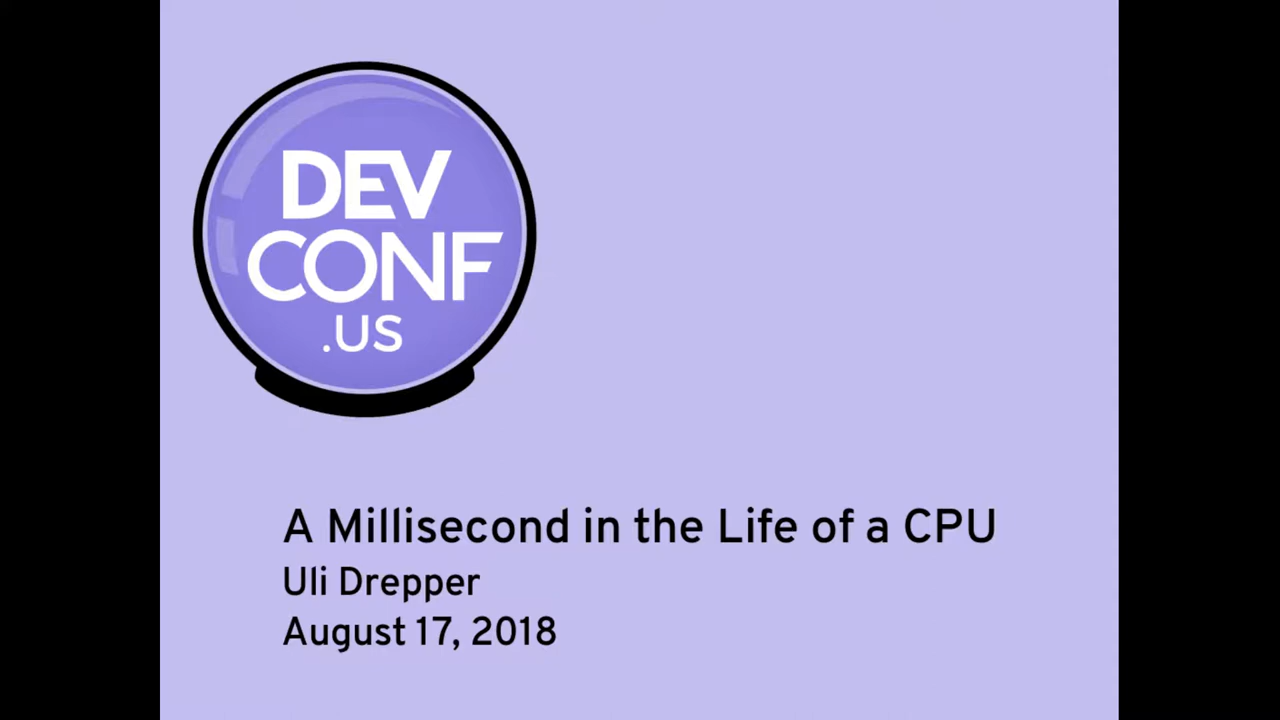 DEV
CONF
.US
A Millisecond in the Life of a CPU
Uli Drepper
August 17, 2018